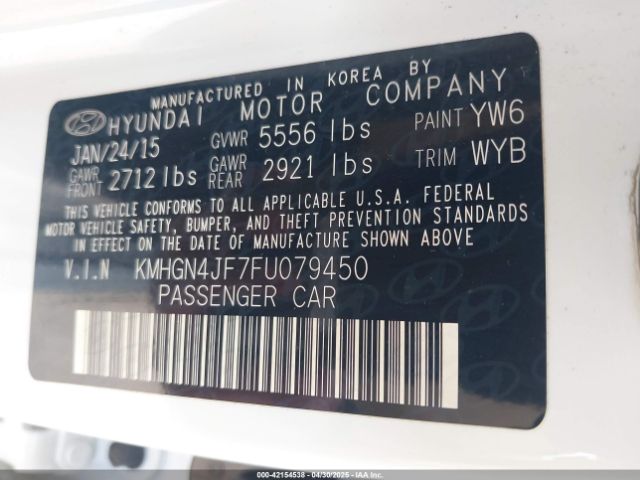 MANUFACTURED IN KOREA BY
HYUNDAI MOTOR COMPANY
JAN/24/15 GVWR 5556 lbs PAINT YW6
GAWR FRONT 2712 lbs GAWR REAR 2921 lbs TRIM WYB
THIS VEHICLE CONFORMS TO ALL APPLICABLE U.S.A. FEDERAL
MOTOR VEHICLE SAFETY, BUMPER, AND THEFT PREVENTION STANDARDS
IN EFFECT ON THE DATE OF MANUFACTURE SHOWN ABOVE.
V.I.N KMHGN4JF7FU079450
PASSENGER CAR
000-42154538 - 04/30/2025 - IAAI.COM